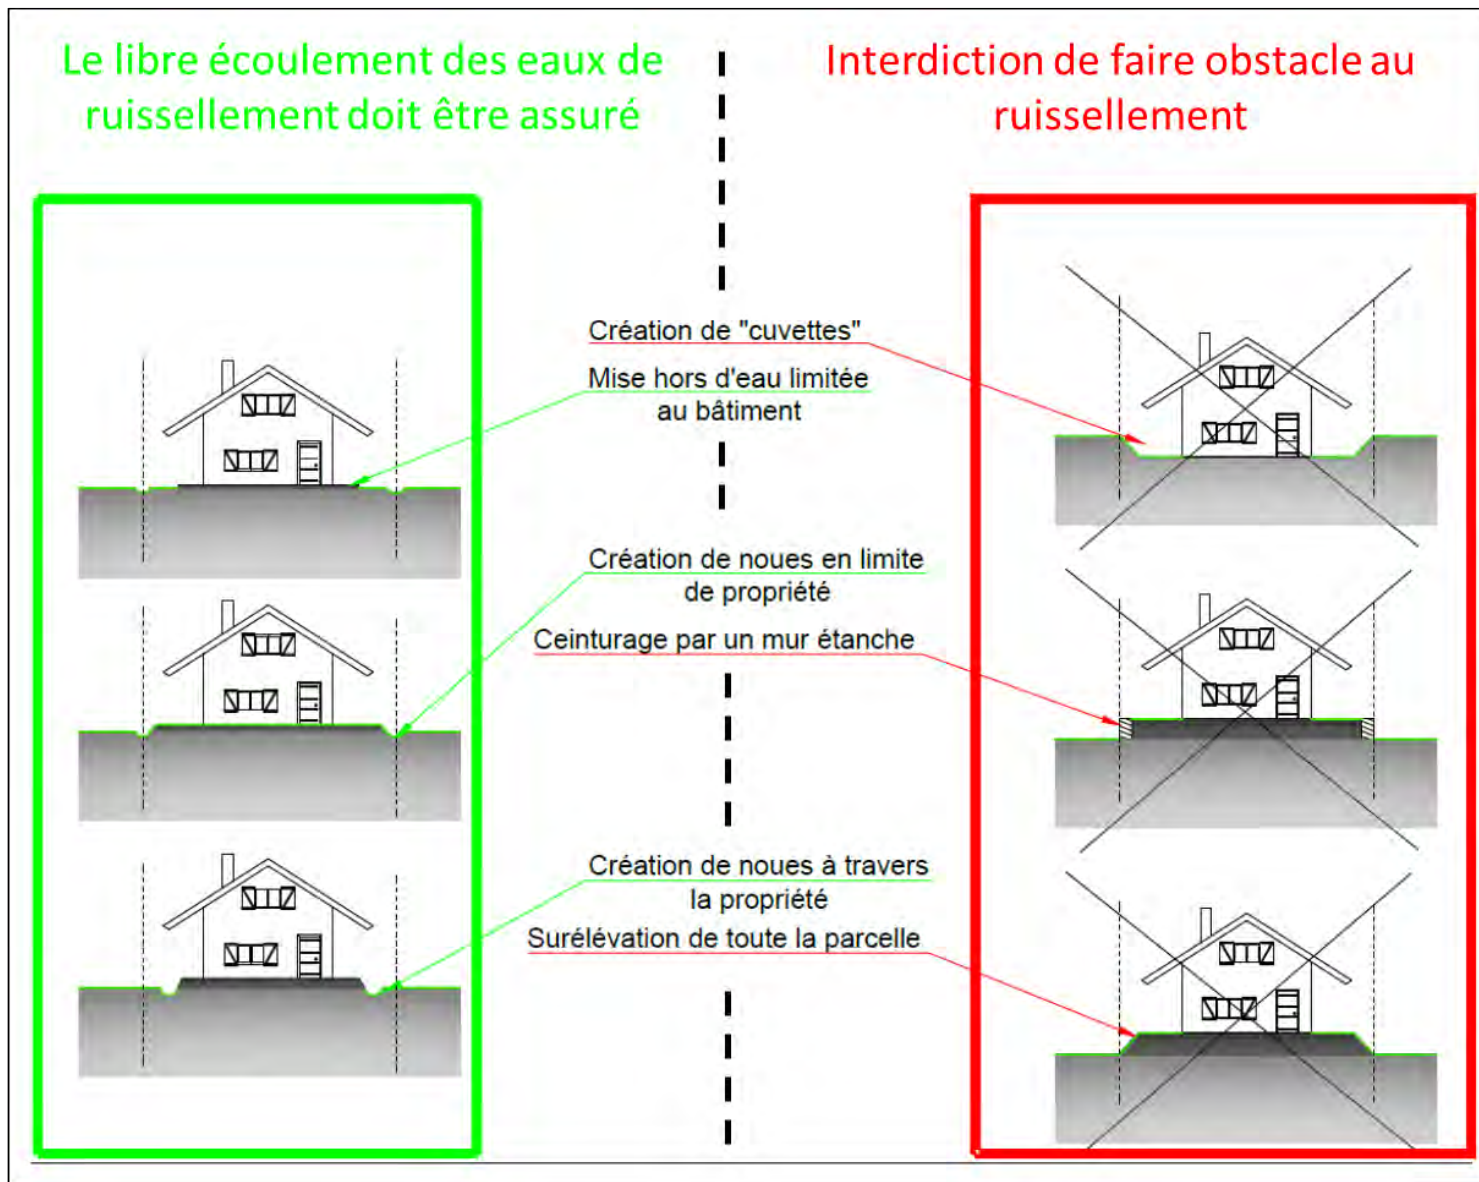 Le libre écoulement des eaux de
ruissellement doit être assuré
Interdiction de faire obstacle au
ruissellement
Création de "cuvettes"
Mise hors d'eau limitée
au bâtiment
Création de noues en limite
de propriété
Ceinturage par un mur étanche
Création de noues à travers
la propriété
Surélévation de toute la parcelle